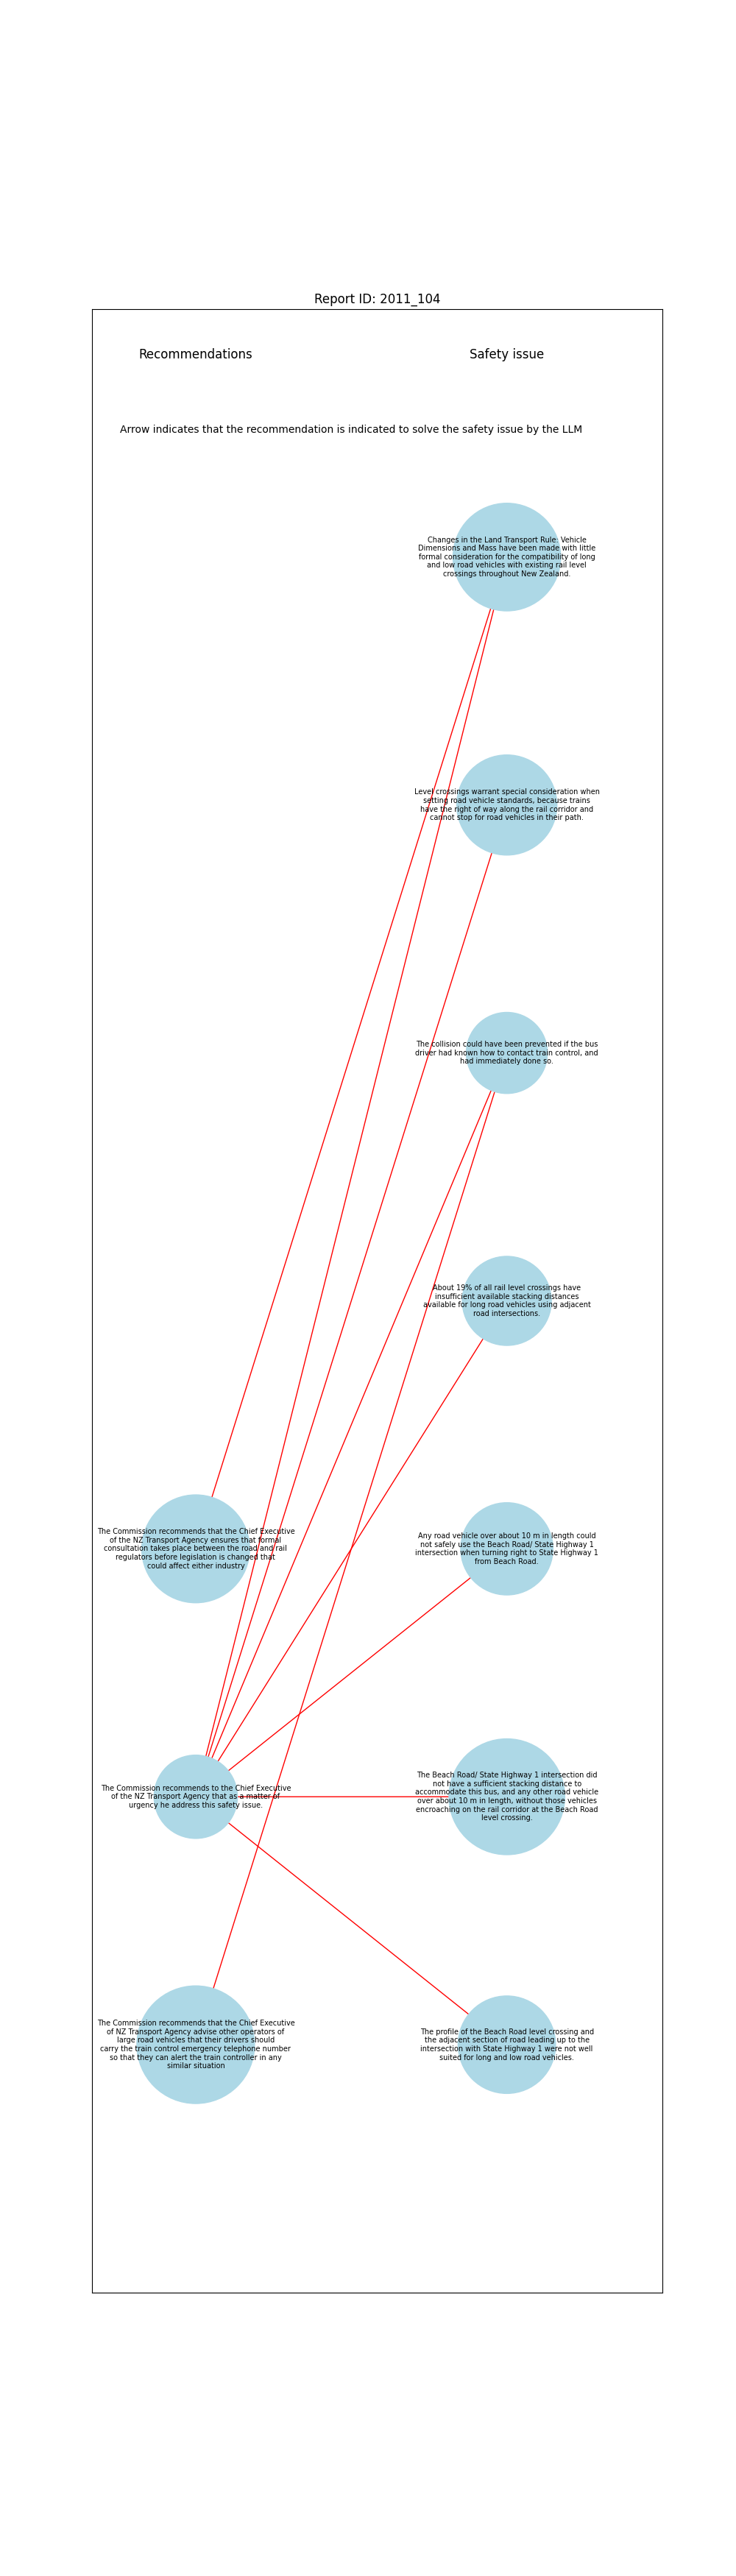 Report ID: 2011_104
Recommendations
Safety issue
Arrow indicates that the recommendation is indicated to solve the safety issue by the LLM
Changes in the Land Transport Rule: Vehicle
Dimensions and Mass have been made with little
formal consideration for the compatibility of long
and low road vehicles with existing rail level
crossings throughout New Zealand.
Level crossings warrant special consideration when
setting road vehicle standards, because trains
have the right of way along the rail corridor and
cannot stop for road vehicles in their path.
The collision could have been prevented if the bus
driver had known how to contact train control, and
had immediately done so.
About 19% of all rail level crossings have
insufficient available stacking distances
available for long road vehicles using adjacent
road intersections.
The Commission recommends that the Chief Executive
of the NZ Transport Agency ensures that formal
consultation takes place between the road and rail
regulators before legislation is changed that
could affect either industry
Any road vehicle over about 10 m in length could
not safely use the Beach Road/ State Highway 1
intersection when turning right to State Highway 1
from Beach Road.
The Commission recommends to the Chief Executive
of the NZ Transport Agency that as a matter of
urgency he address this safety issue.
The Beach Road/ State Highway 1 intersection did
not have a sufficient stacking distance to
accommodate this bus, and any other road vehicle
over about 10 m in length, without those vehicles
encroaching on the rail corridor at the Beach Road
level crossing.
The Commission recommends that the Chief Executive
of NZ Transport Agency advise other operators of
large road vehicles that their drivers should
carry the train control emergency telephone number
so that they can alert the train controller in any
similar situation
The profile of the Beach Road level crossing and
the adjacent section of road leading up to the
intersection with State Highway 1 were not well
suited for long and low road vehicles.